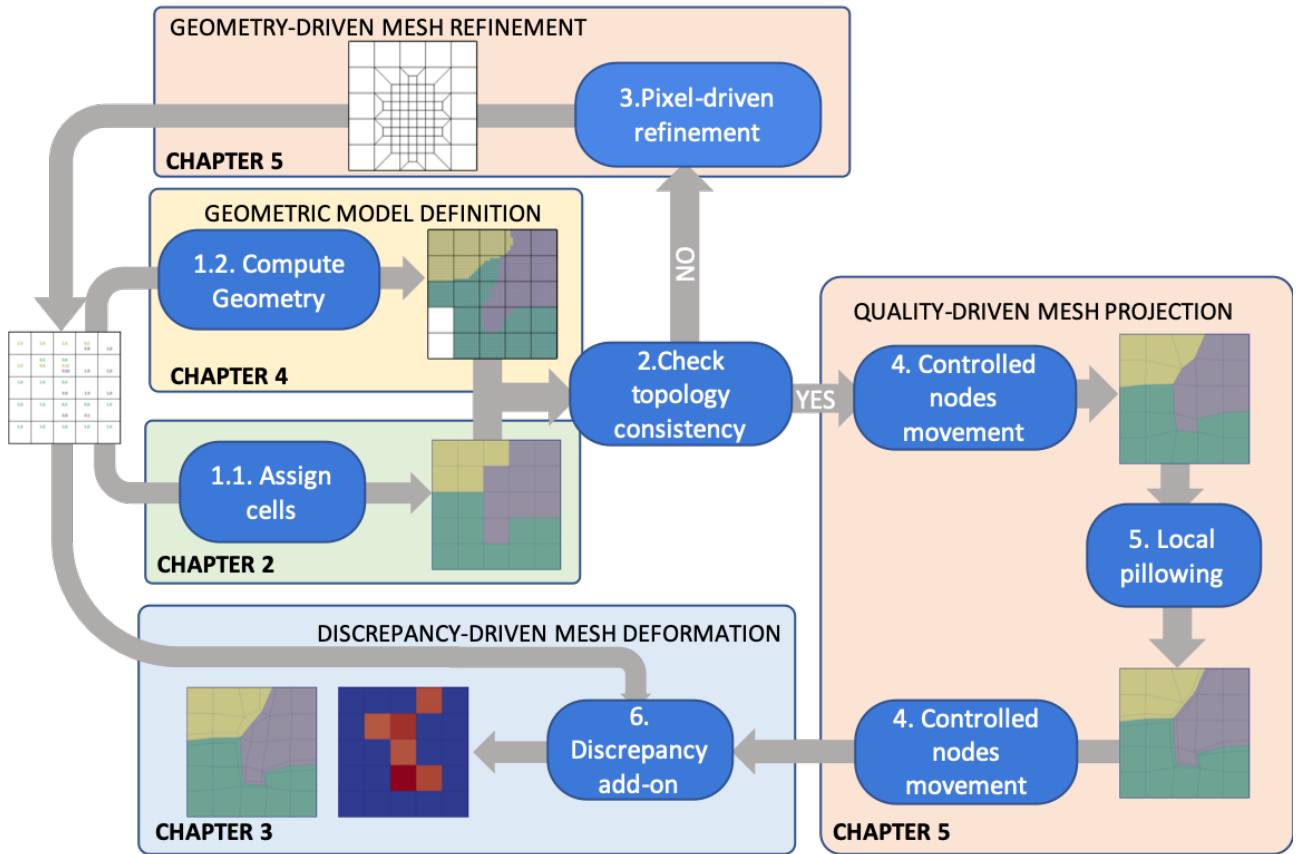 GEOMETRY-DRIVEN MESH REFINEMENT
3.Pixel-driven
refinement
CHAPTER 5
GEOMETRIC MODEL DEFINITION
1.2. Compute
Geometry
CHAPTER 4
NO
2.Check
topology
consistency
YES
1.1. Assign
cells
CHAPTER 2
QUALITY-DRIVEN MESH PROJECTION
4. Controlled
nodes
movement
5. Local
pillowing
4. Controlled
nodes
movement
CHAPTER 5
DISCREPANCY-DRIVEN MESH DEFORMATION
6.
Discrepancy
add-on
CHAPTER 3